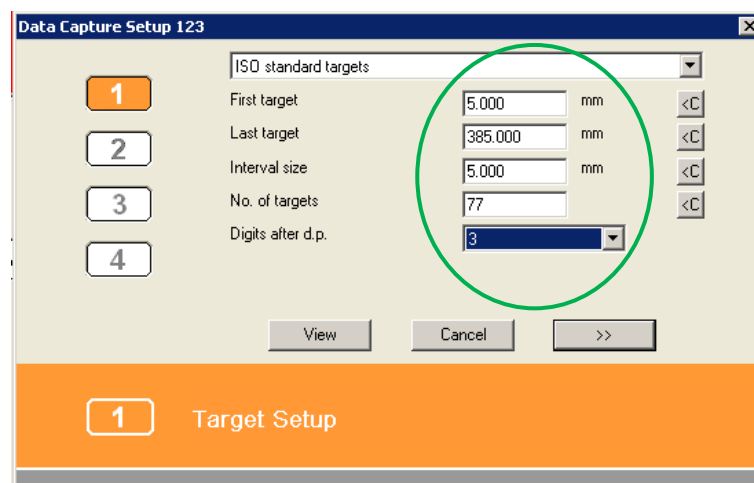 Data Capture Setup 123
ISO standard targets
1
First target 5.000 mm <C
2
Last target 385.000 mm <C
Interval size 5.000 mm <C
3
No. of targets 77 <C
Digits after d.p. 3
4
View Cancel >>
1 Target Setup